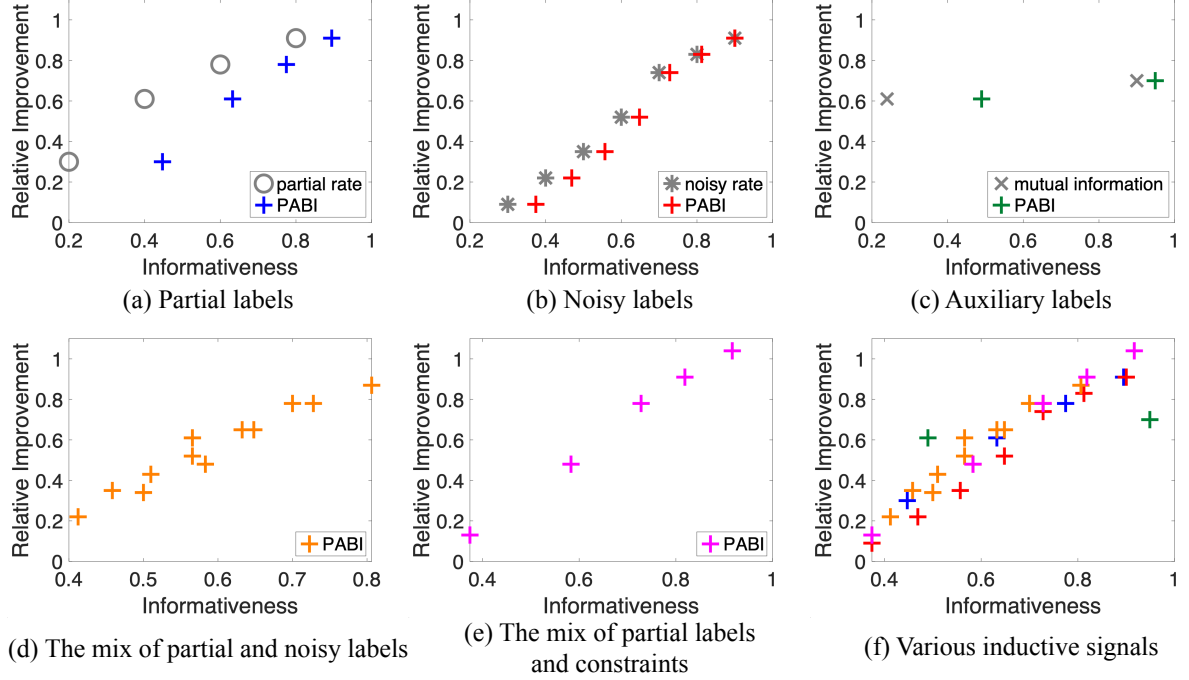 1
0.8
0.6
0.4
0.2
0
Relative Improvement
partial rate
PABI
0.2 0.4 0.6 0.8 1
Informativeness
(a) Partial labels
1
0.8
0.6
0.4
0.2
0
Relative Improvement
noisy rate
PABI
0.2 0.4 0.6 0.8 1
Informativeness
(b) Noisy labels
1
0.8
0.6
0.4
0.2
0
Relative Improvement
mutual information
PABI
0.2 0.4 0.6 0.8 1
Informativeness
(c) Auxiliary labels
1
0.8
0.6
0.4
0.2
0
Relative Improvement
PABI
0.4 0.5 0.6 0.7 0.8
Informativeness
(d) The mix of partial and noisy labels
1
0.8
0.6
0.4
0.2
0
Relative Improvement
PABI
0.4 0.6 0.8 1
Informativeness
(e) The mix of partial labels
and constraints
1
0.8
0.6
0.4
0.2
0
Relative Improvement
0.4 0.6 0.8 1
Informativeness
(f) Various inductive signals